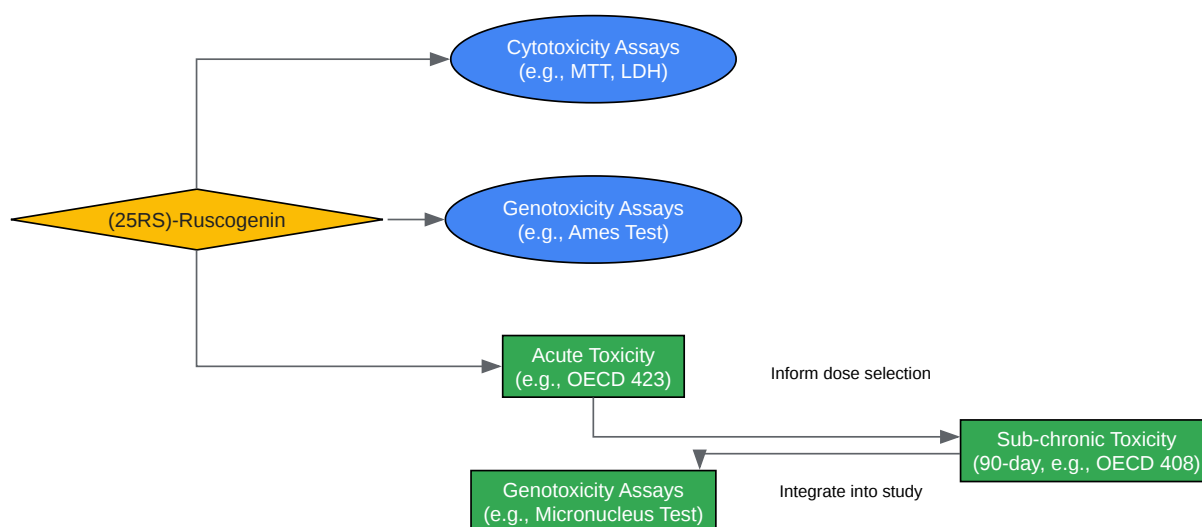 Cytotoxicity Assays
(e.g., MTT, LDH)
(25RS)-Ruscogenin
Genotoxicity Assays
(e.g., Ames Test)
Acute Toxicity
(e.g., OECD 423)
Inform dose selection
Sub-chronic Toxicity
(90-day, e.g., OECD 408)
Integrate into study
Genotoxicity Assays
(e.g., Micronucleus Test)